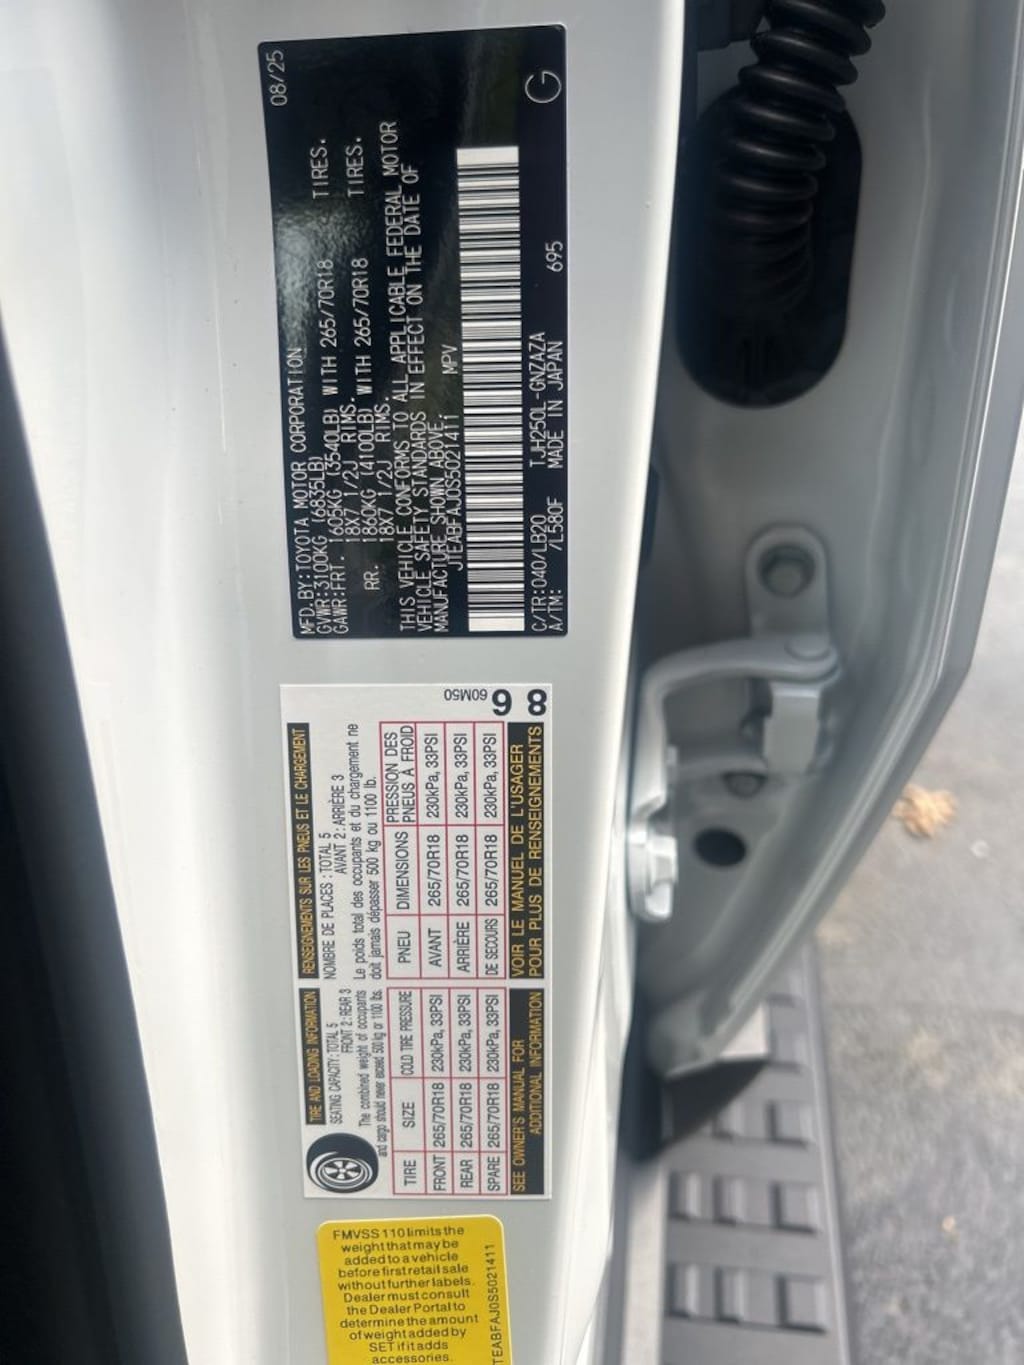 08/25
MFD.BY:TOYOTA MOTOR CORPORATION
GVWR:3100KG (6835LB)
GAWR:FRT. 1605KG (3540LB) WITH 265/70R18 TIRES.
18X7 1/2J RIMS.
RR. 1860KG (4100LB) WITH 265/70R18 TIRES.
18X7 1/2J RIMS.
THIS VEHICLE CONFORMS TO ALL APPLICABLE FEDERAL MOTOR
VEHICLE SAFETY STANDARDS IN EFFECT ON THE DATE OF
MANUFACTURE SHOWN ABOVE.
JTEABFAJ0S5021411 MPV
C/TR:040/LB20 TJH250L-GNZAZA
A/TM: /L580F MADE IN JAPAN 695
G
TIRE AND LOADING INFORMATION
SEATING CAPACITY : TOTAL 5
FRONT 2 : REAR 3
The combined weight of occupants
and cargo should never exceed 500 kg or 1100 lbs.
TIRE SIZE COLD TIRE PRESSURE
FRONT 265/70R18 230kPa, 33PSI
REAR 265/70R18 230kPa, 33PSI
SPARE 265/70R18 230kPa, 33PSI
SEE OWNER'S MANUAL FOR
ADDITIONAL INFORMATION
RENSEIGNEMENTS SUR LES PNEUS ET LE CHARGEMENT
NOMBRE DE PLACES : TOTAL 5
AVANT 2 : ARRIÈRE 3
Le poids total des occupants et du chargement ne
doit jamais dépasser 500 kg ou 1100 lb.
PNEU DIMENSIONS PRESSION DES
PNEUS À FROID
AVANT 265/70R18 230kPa, 33PSI
ARRIÈRE 265/70R18 230kPa, 33PSI
DE SECOURS 265/70R18 230kPa, 33PSI
VOIR LE MANUEL DE L'USAGER
POUR PLUS DE RENSEIGNEMENTS
60M50
9
8
FMVSS 110 limits the
weight that may be
added to a vehicle
before first retail sale
without further labels.
Dealer must consult
the Dealer Portal to
determine the amount
of weight added by
SET if it adds
accessories.
TEABFAJ0S5021411